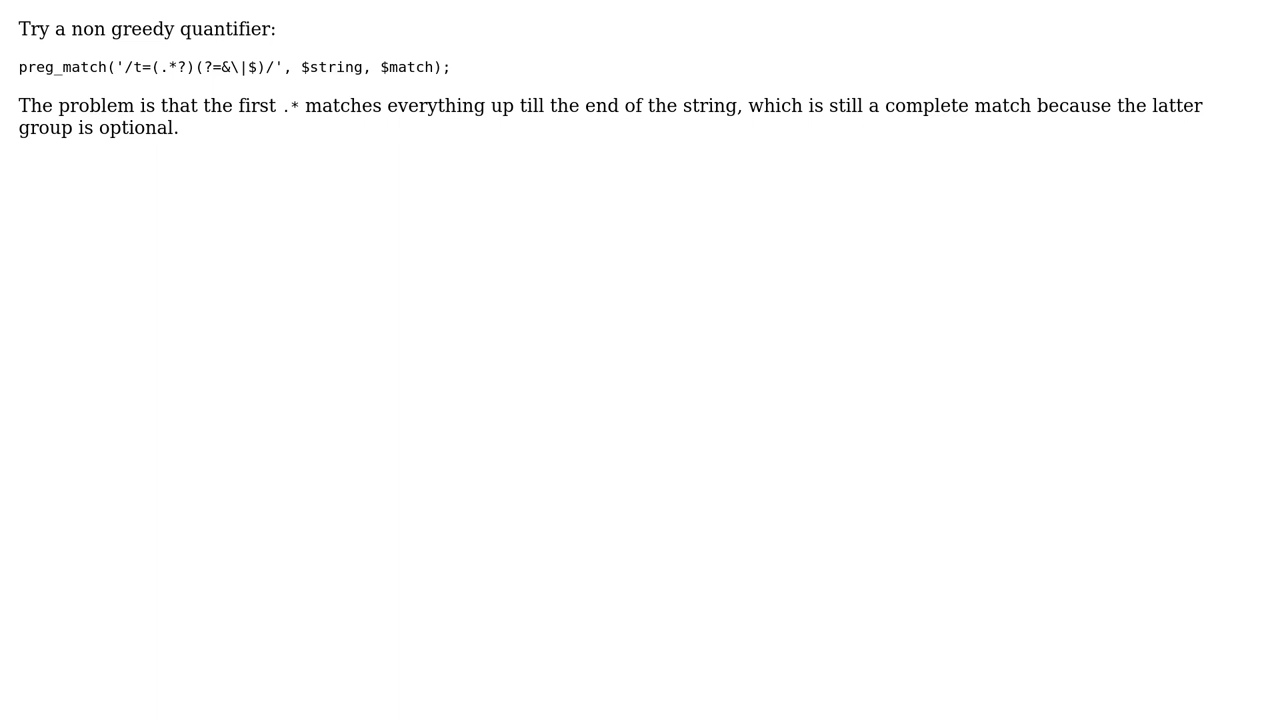 Try a non greedy quantifier:
preg_match('/t=(.*?)(?=&\|$)/', $string, $match);
The problem is that the first .* matches everything up till the end of the string, which is still a complete match because the latter
group is optional.